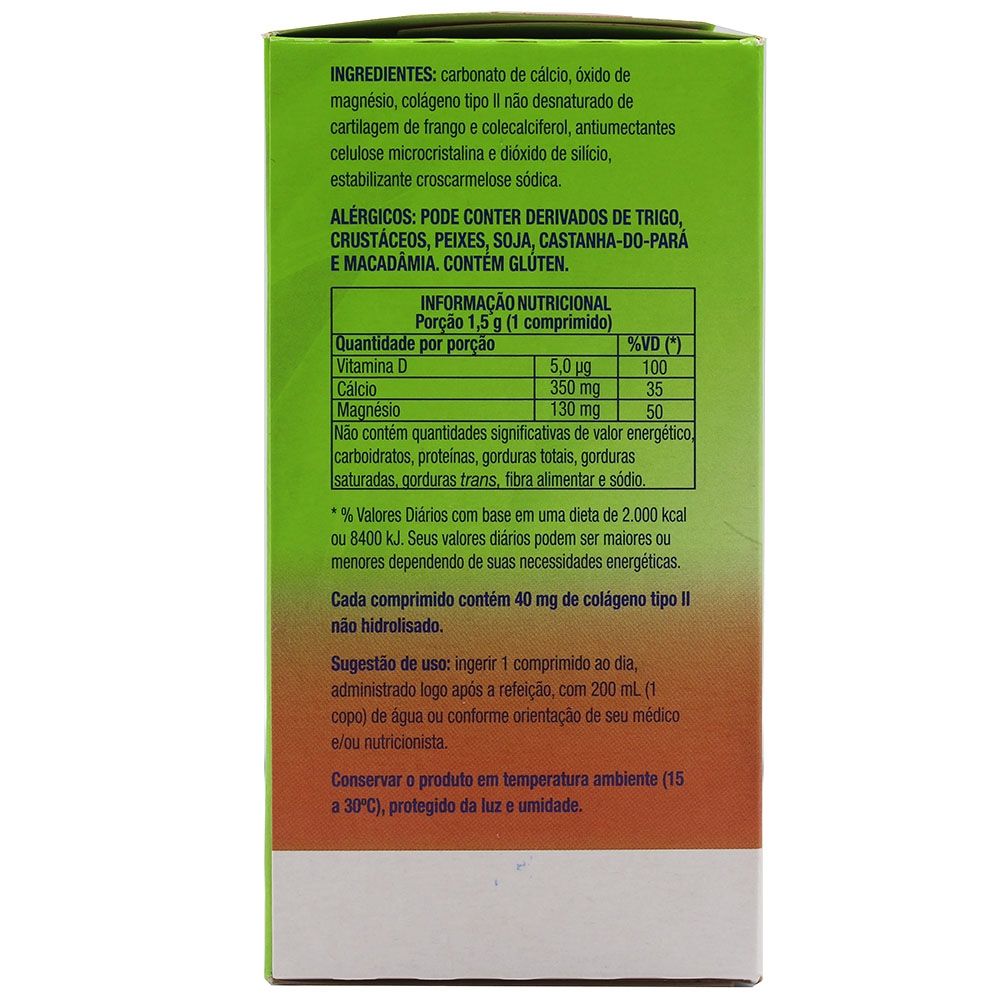 INGREDIENTES: carbonato de cálcio, óxido de
magnésio, colágeno tipo II não desnaturado de
cartilagem de frango e colecalciferol, antiumectantes
celulose microcristalina e dióxido de silício,
estabilizante croscarmelose sódica.
ALÉRGICOS: PODE CONTER DERIVADOS DE TRIGO,
CRUSTÁCEOS, PEIXES, SOJA, CASTANHA-DO-PARÁ
E MACADÂMIA. CONTÉM GLÚTEN.
INFORMAÇÃO NUTRICIONAL
Porção 1,5 g (1 comprimido)
Quantidade por porção %VD (*)
Vitamina D 5,0 µg 100
Cálcio 350 mg 35
Magnésio 130 mg 50
Não contém quantidades significativas de valor energético,
carboidratos, proteínas, gorduras totais, gorduras
saturadas, gorduras trans, fibra alimentar e sódio.
* % Valores Diários com base em uma dieta de 2.000 kcal
ou 8400 kJ. Seus valores diários podem ser maiores ou
menores dependendo de suas necessidades energéticas.
Cada comprimido contém 40 mg de colágeno tipo II
não hidrolisado.
Sugestão de uso: ingerir 1 comprimido ao dia,
administrado logo após a refeição, com 200 mL (1
copo) de água ou conforme orientação de seu médico
e/ou nutricionista.
Conservar o produto em temperatura ambiente (15
a 30ºC), protegido da luz e umidade.